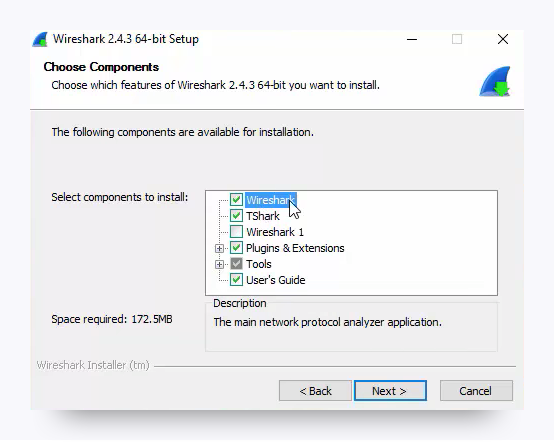 Wireshark 2.4.3 64-bit Setup
Choose Components
Choose which features of Wireshark 2.4.3 64-bit you want to install.
The following components are available for installation.
Select components to install:
Wireshark
TShark
Wireshark 1
Plugins & Extensions
Tools
User's Guide
Space required: 172.5MB
Description
The main network protocol analyzer application.
Wireshark Installer (tm)
< Back
Next >
Cancel